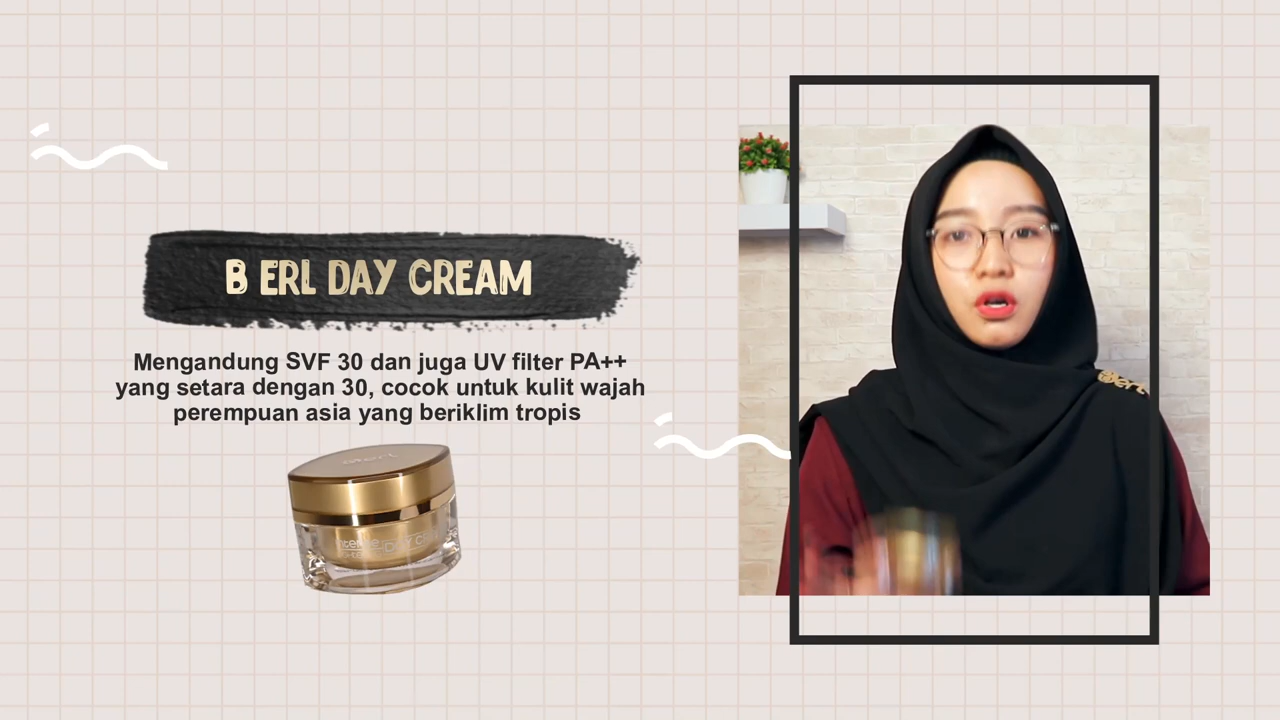 B ERL DAY CREAM
Mengandung SVF 30 dan juga UV filter PA++
yang setara dengan 30, cocok untuk kulit wajah
perempuan asia yang beriklim tropis